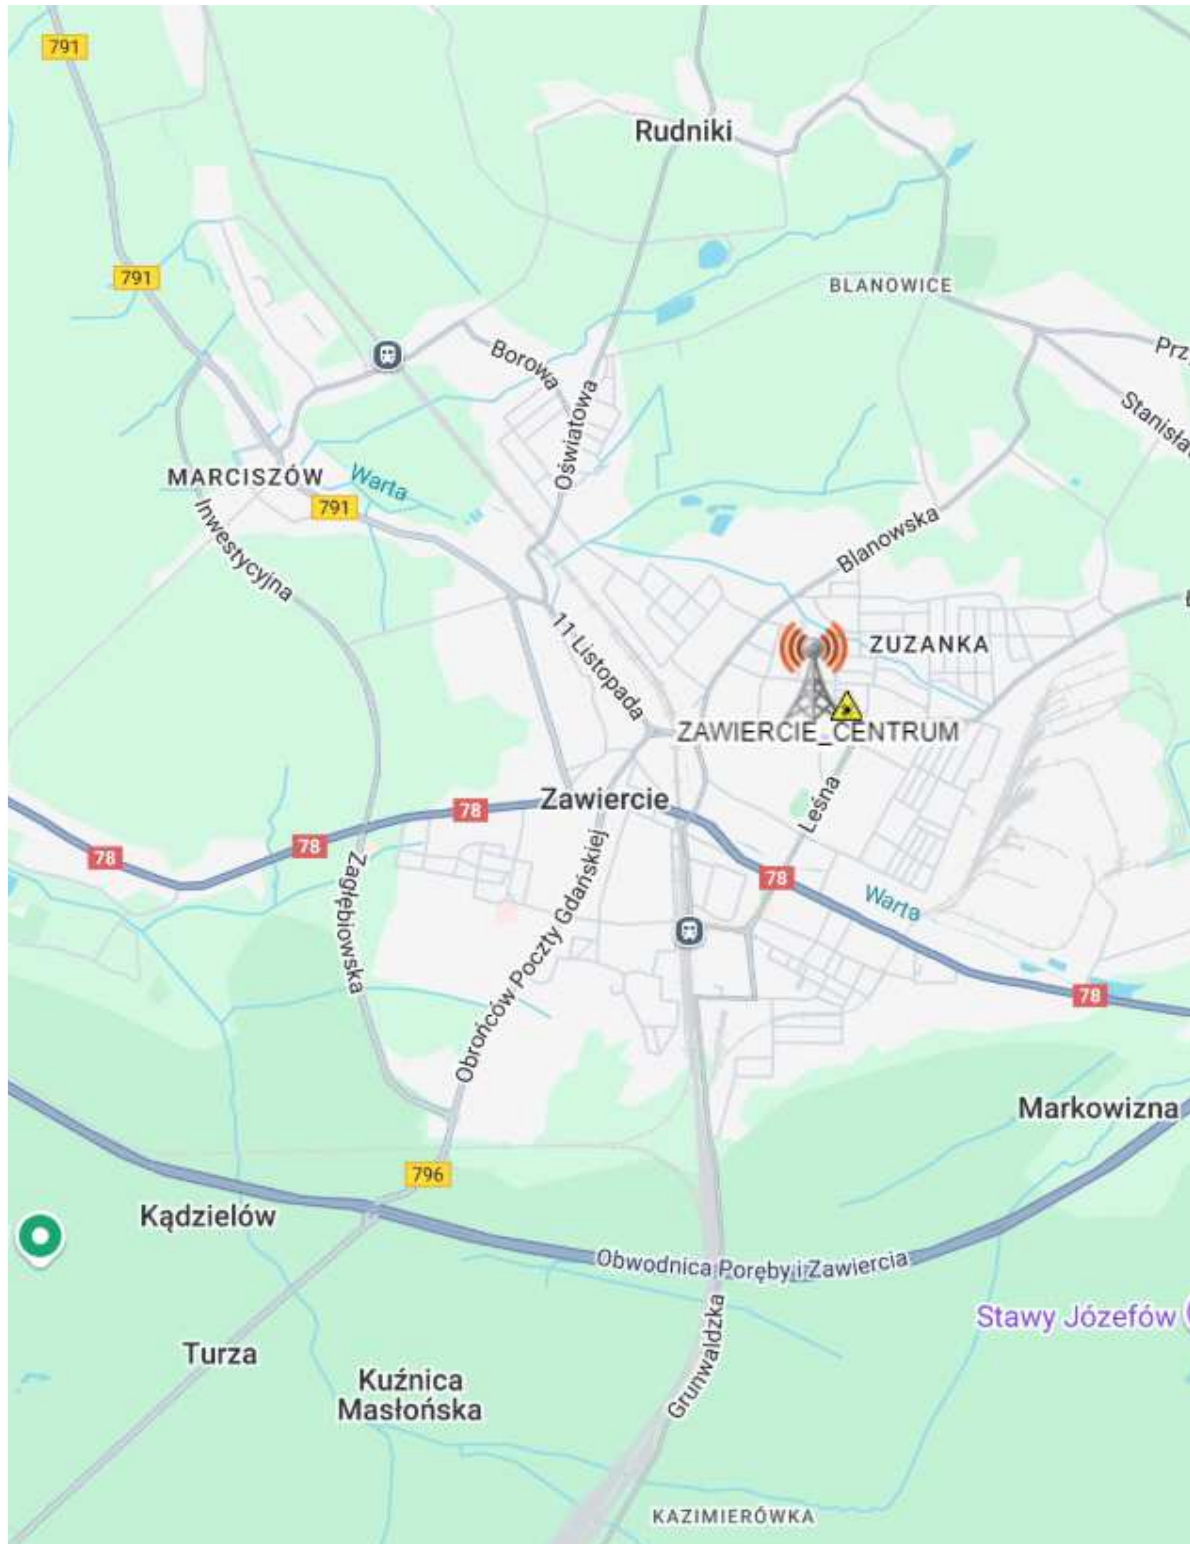 791
Rudniki
791
BLANOWICE
Borowa
Prz
Stanisła
Oświatowa
MARCISZÓW
Warta
791
Inwestycyjna
Blanowska
11 Listopada
ZUZANKA
ZAWIERCIE_CENTRUM
Zawiercie
78
78
78
Leśna
78
Zagłębiowska
Obrońców Poczty Gdańskiej
Warta
78
Markowizna
796
Kądzielów
Obwodnica Poręby i Zawiercia
Stawy Józefów
Turza
Kuźnica
Masłońska
Grunwaldzka
KAZIMIERÓWKA